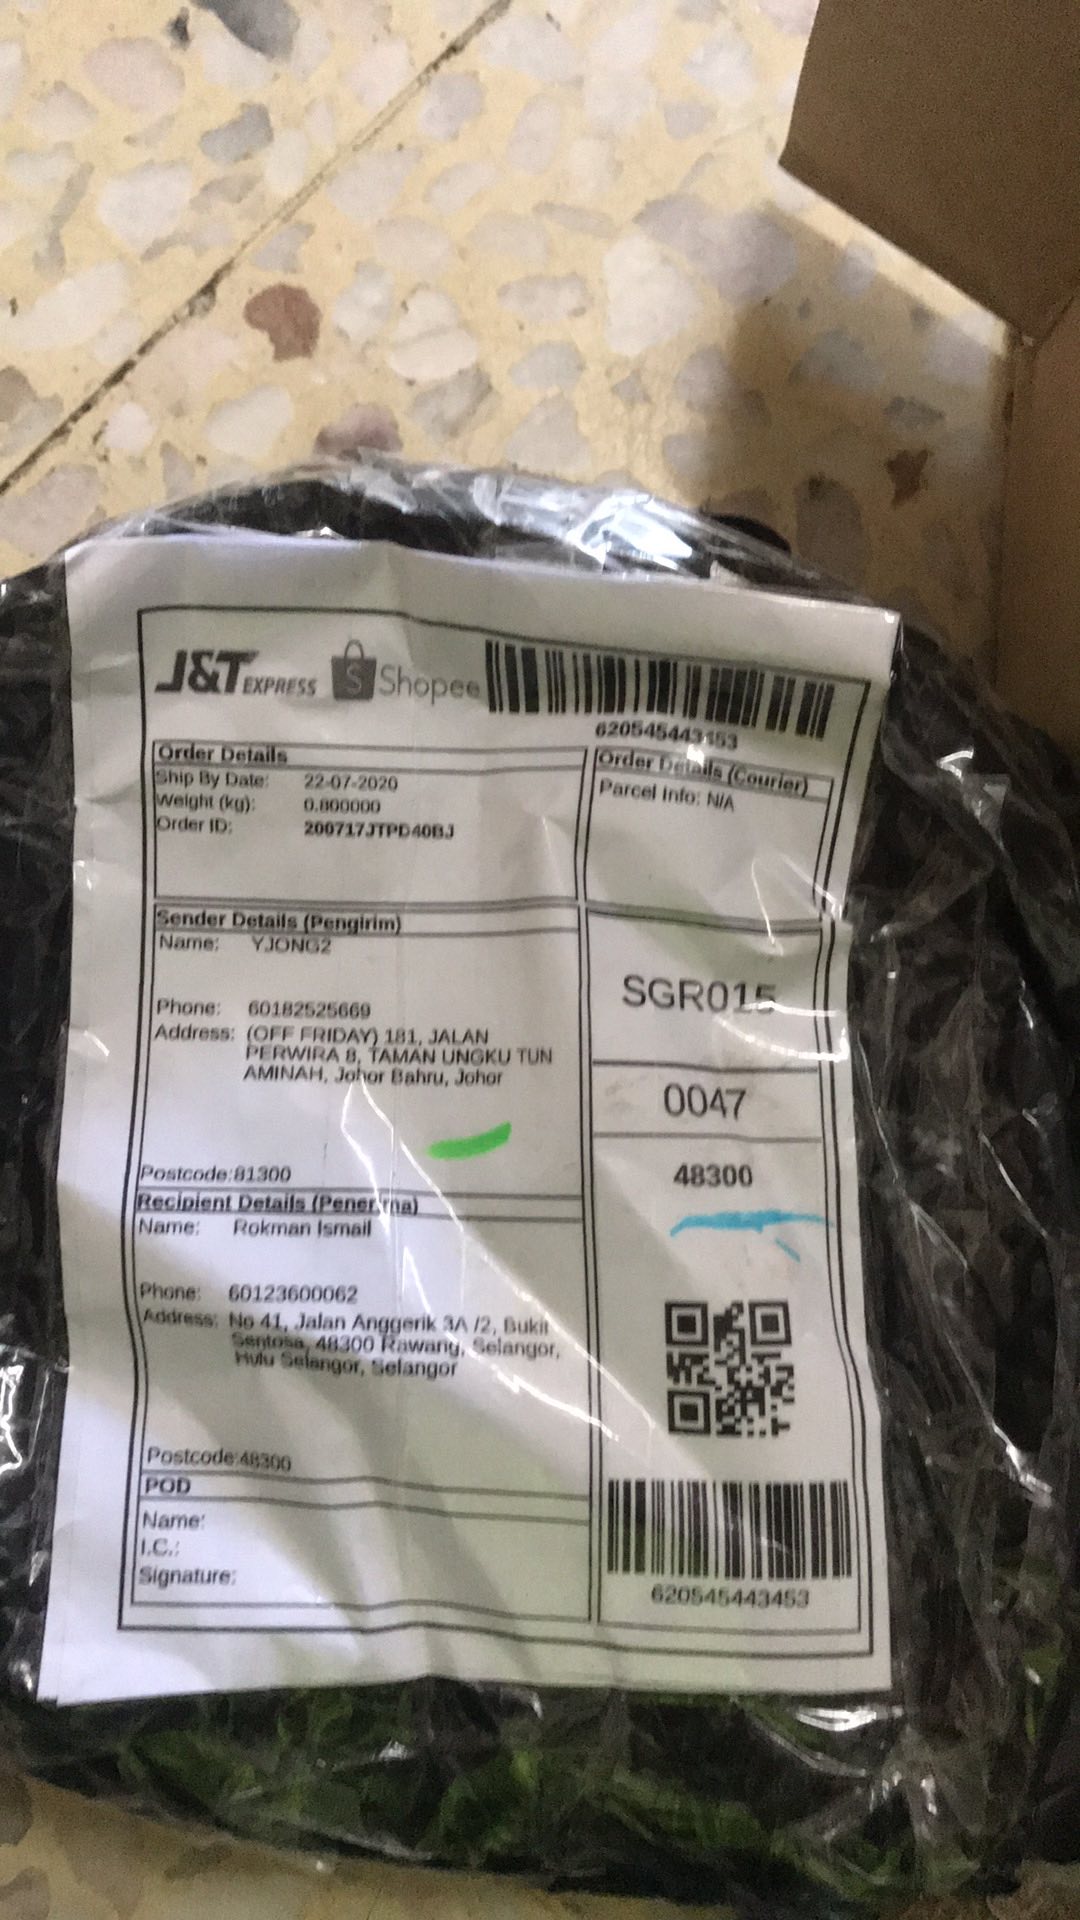 J&T EXPRESS Shopee
620545443453
Order Details
Ship By Date: 22-07-2020
Weight (kg): 0.800000
Order ID: 200717JTPD40BJ
Order Details (Courier)
Parcel Info: N/A
Sender Details (Pengirim)
Name: YJONG2
Phone: 60182525669
Address: (OFF FRIDAY) 181, JALAN
PERWIRA 8, TAMAN UNGKU TUN
AMINAH, Johor Bahru, Johor
Postcode:81300
SGR015
0047
48300
Recipient Details (Penerima)
Name: Rokman Ismail
Phone: 60123600062
Address: No 41, Jalan Anggerik 3A /2, Bukit
Sentosa, 48300 Rawang, Selangor,
Hulu Selangor, Selangor
Postcode:48300
POD
Name:
I.C.:
Signature:
620545443453